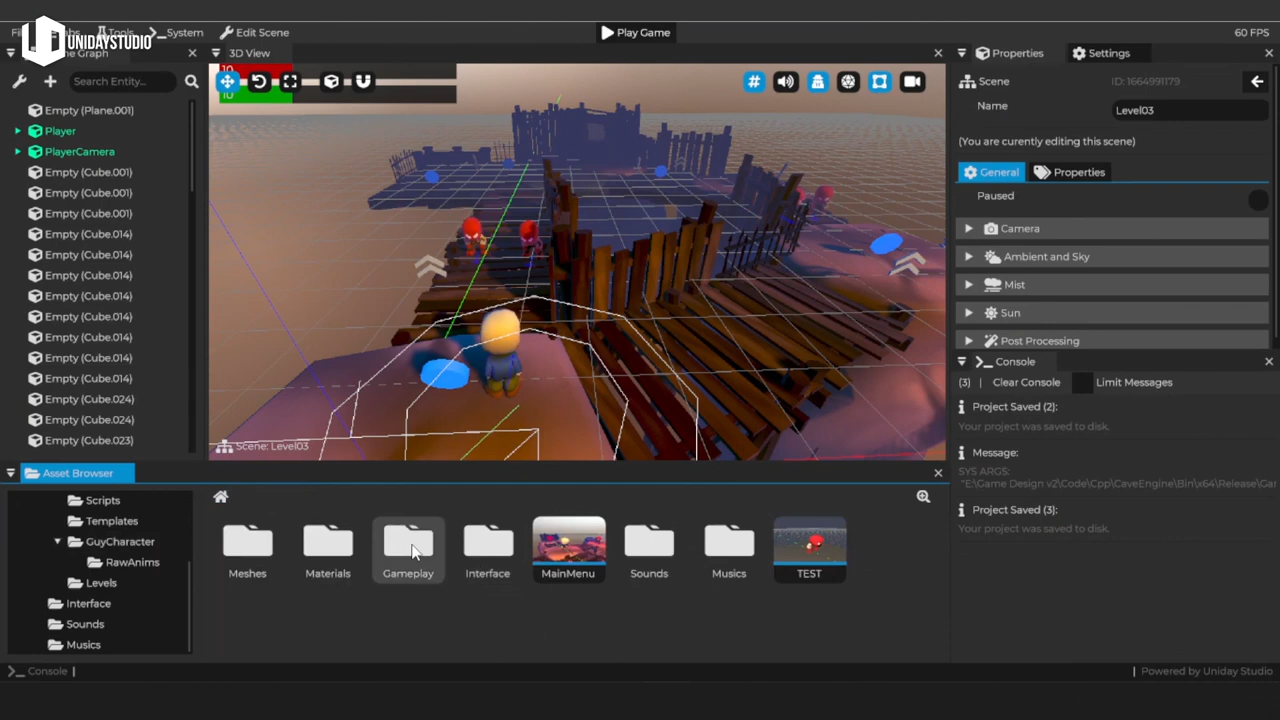 UNIDAYSTUDIO
Tools
System
Edit Scene
Play Game
60 FPS
3D View
Properties
Settings
Search Entity...
10
10
Scene
ID: 1664991179
Name
Level03
(You are curently editing this scene)
General
Properties
Paused
Camera
Ambient and Sky
Mist
Sun
Post Processing
Empty (Plane.001)
Player
PlayerCamera
Empty (Cube.001)
Empty (Cube.001)
Empty (Cube.001)
Empty (Cube.014)
Empty (Cube.014)
Empty (Cube.014)
Empty (Cube.014)
Empty (Cube.014)
Empty (Cube.014)
Empty (Cube.014)
Empty (Cube.014)
Empty (Cube.024)
Empty (Cube.024)
Empty (Cube.023)
Scene: Level03
Console
(3) | Clear Console
Limit Messages
Project Saved (2):
Your project was saved to disk.
Message:
SYS ARGS:
"E:\Game Design v2\Code\Cpp\CaveEngine\Bin\x64\Release\Gar
Project Saved (3):
Your project was saved to disk.
Asset Browser
Scripts
Templates
GuyCharacter
RawAnims
Levels
Interface
Sounds
Musics
Meshes
Materials
Gameplay
Interface
MainMenu
Sounds
Musics
TEST
Console |
| Powered by Uniday Studio